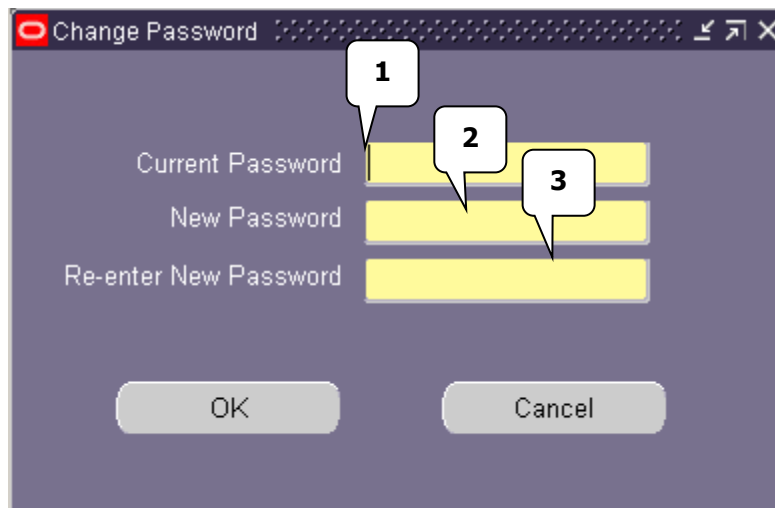 Change Password
1
2
Current Password
3
New Password
Re-enter New Password
OK Cancel